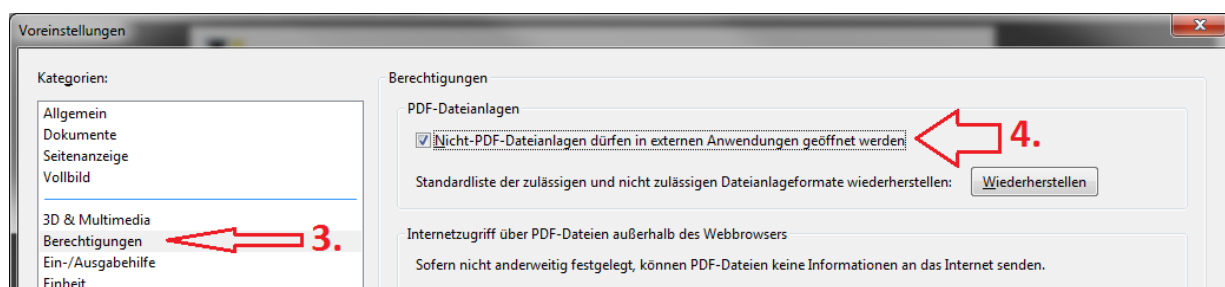 Voreinstellungen
Kategorien:
Allgemein
Dokumente
Seitenanzeige
Vollbild
3D & Multimedia
Berechtigungen
3.
Ein-/Ausgabehilfe
Einheit
Berechtigungen
PDF-Dateianlagen
Nicht-PDF-Dateianlagen dürfen in externen Anwendungen geöffnet werden
4.
Standardliste der zulässigen und nicht zulässigen Dateianlageformate wiederherstellen: Wiederherstellen
Internetzugriff über PDF-Dateien außerhalb des Webbrowsers
Sofern nicht anderweitig festgelegt, können PDF-Dateien keine Informationen an das Internet senden.